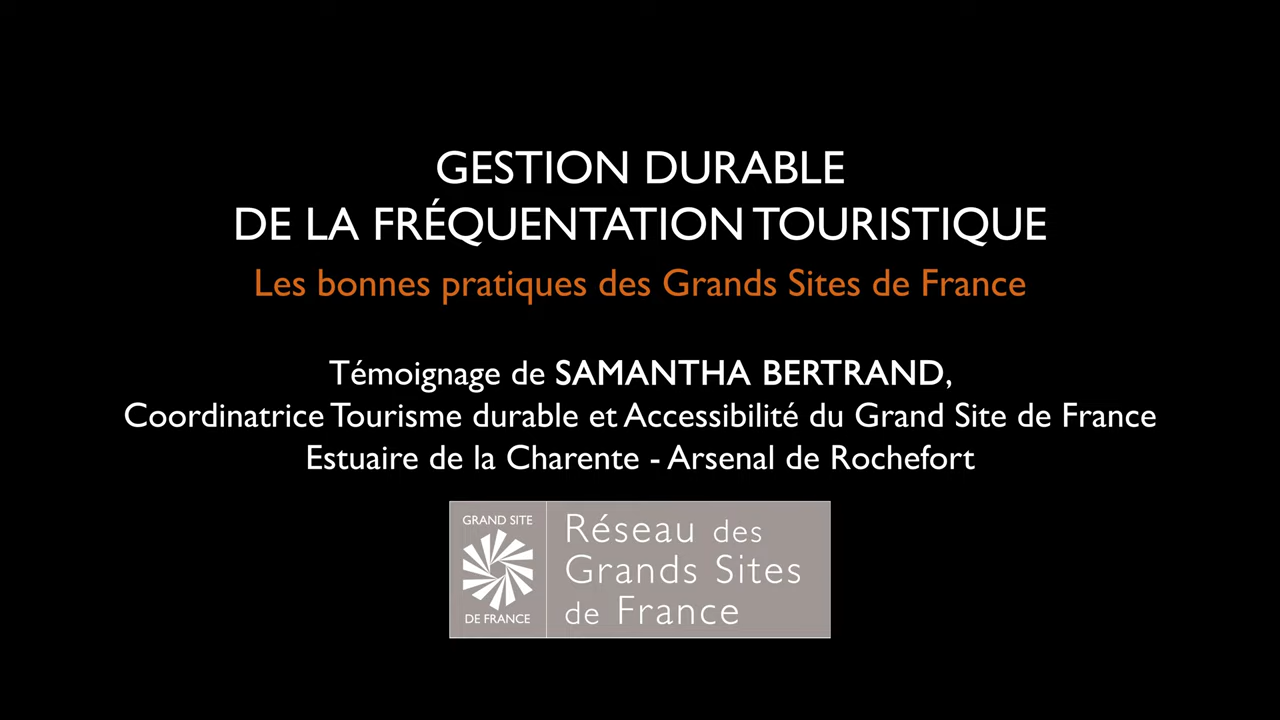 GESTION DURABLE
DE LA FRÉQUENTATION TOURISTIQUE
Les bonnes pratiques des Grands Sites de France
Témoignage de SAMANTHA BERTRAND,
Coordinatrice Tourisme durable et Accessibilité du Grand Site de France
Estuaire de la Charente - Arsenal de Rochefort
GRAND SITE
DE FRANCE
Réseau des
Grands Sites
de France